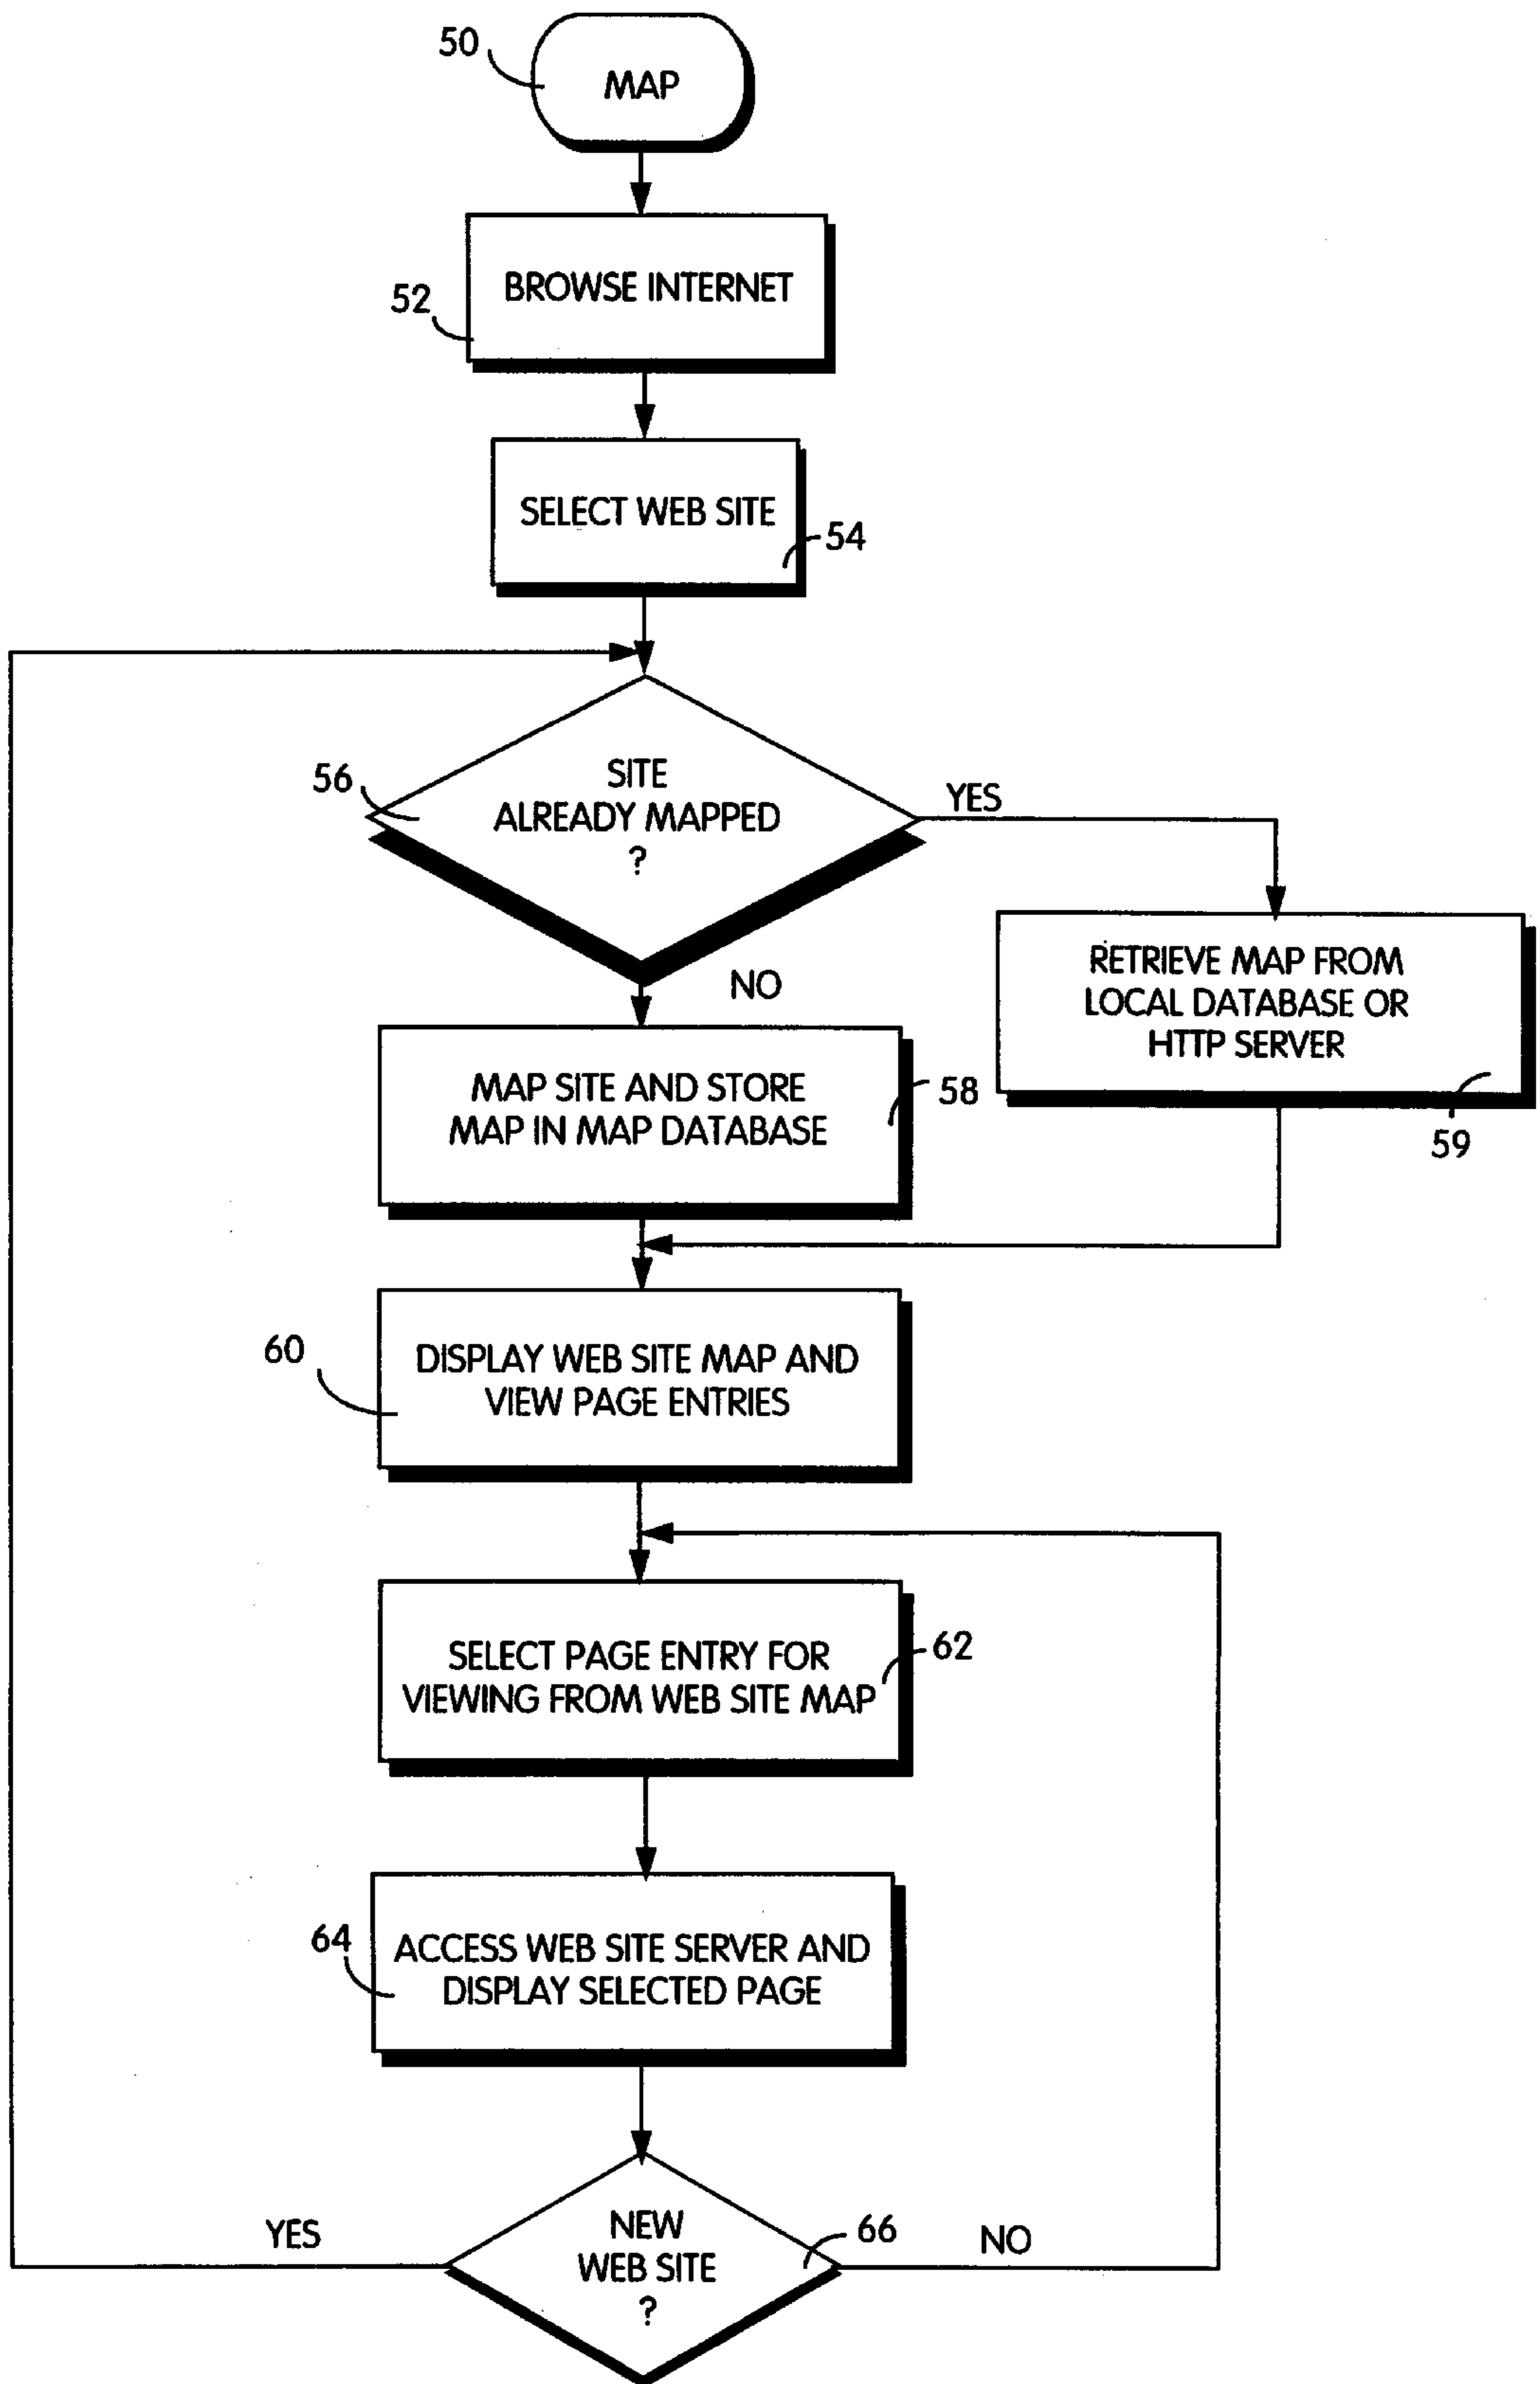 50
MAP
BROWSE INTERNET
52
SELECT WEB SITE
54
56
SITE
ALREADY MAPPED
?
YES
NO
RETRIEVE MAP FROM
LOCAL DATABASE OR
HTTP SERVER
59
MAP SITE AND STORE
MAP IN MAP DATABASE
58
60
DISPLAY WEB SITE MAP AND
VIEW PAGE ENTRIES
SELECT PAGE ENTRY FOR
VIEWING FROM WEB SITE MAP
62
64
ACCESS WEB SITE SERVER AND
DISPLAY SELECTED PAGE
YES
NEW
WEB SITE
?
66
NO